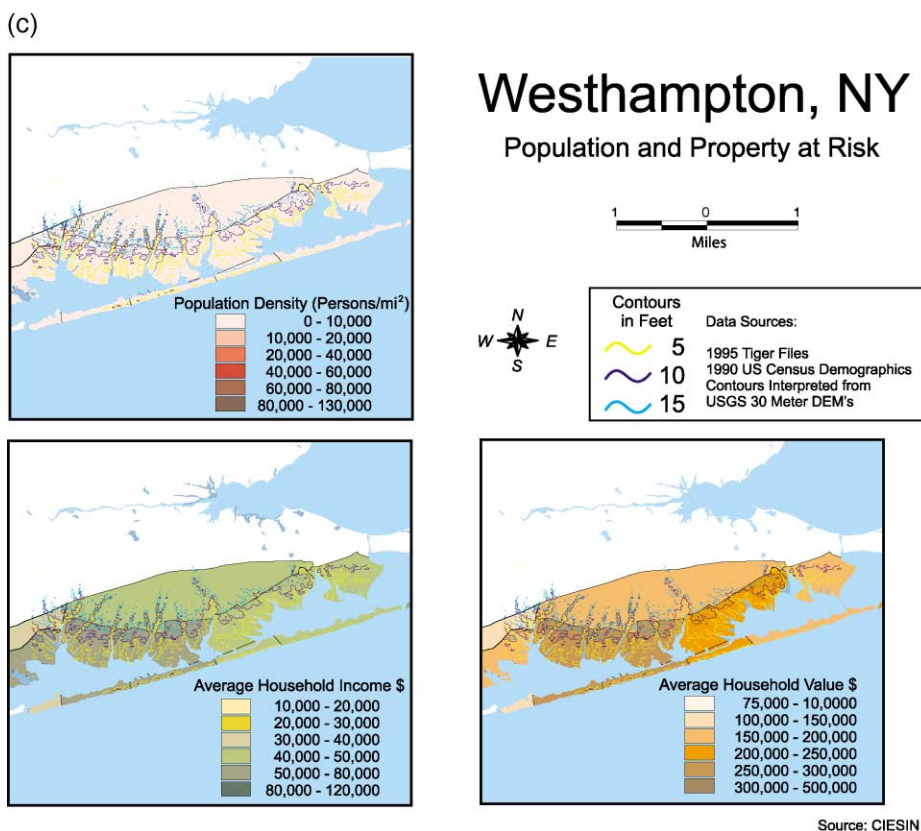 (c)
Westhampton, NY
Population and Property at Risk
1 0 1
Miles
Population Density (Persons/mi²)
0 - 10,000
10,000 - 20,000
20,000 - 40,000
40,000 - 60,000
60,000 - 80,000
80,000 - 130,000
N
W E
S
Contours
in Feet
5
10
15
Data Sources:
1995 Tiger Files
1990 US Census Demographics
Contours Interpreted from
USGS 30 Meter DEM's
Average Household Income $
10,000 - 20,000
20,000 - 30,000
30,000 - 40,000
40,000 - 50,000
50,000 - 80,000
80,000 - 120,000
Average Household Value $
75,000 - 10,0000
100,000 - 150,000
150,000 - 200,000
200,000 - 250,000
250,000 - 300,000
300,000 - 500,000
Source: CIESIN